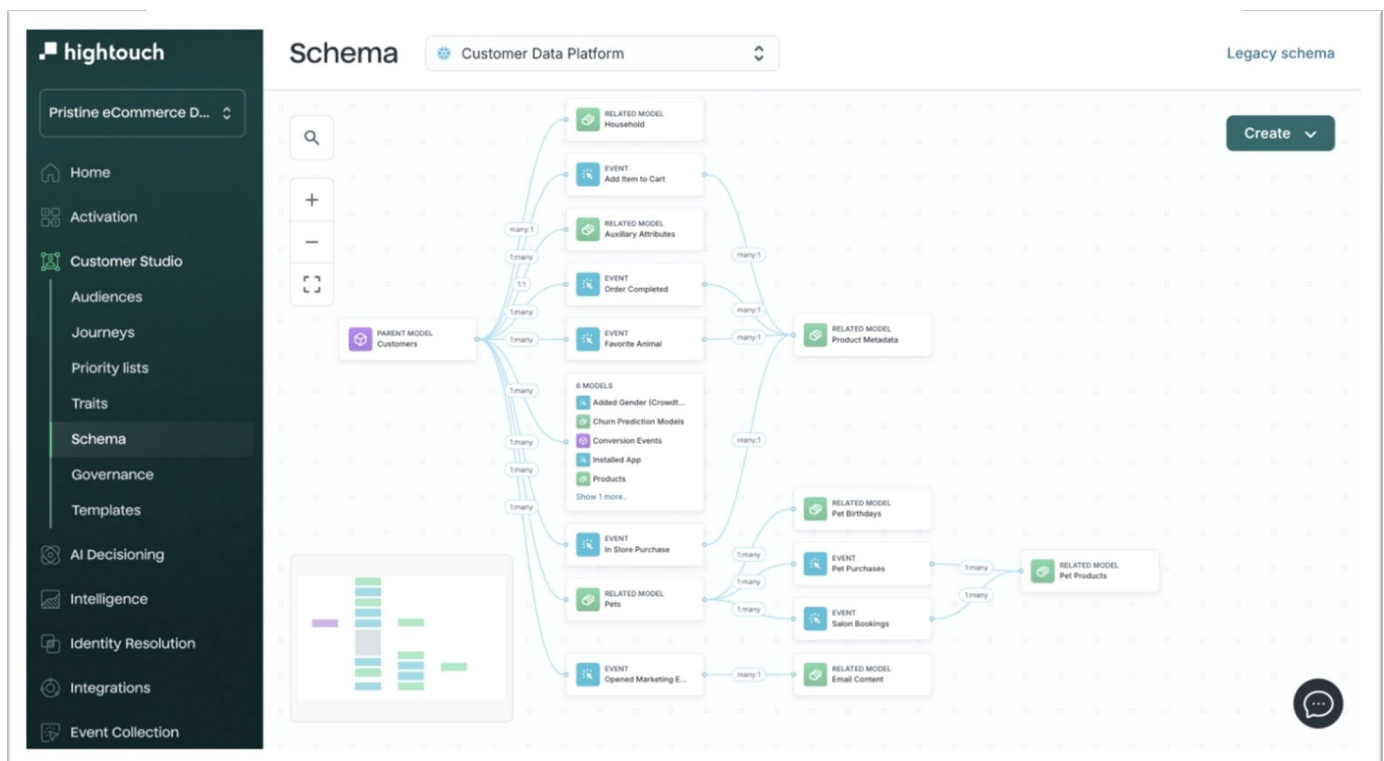 hightouch
Pristine eCommerce D...
Home
Activation
Customer Studio
Audiences
Journeys
Priority lists
Traits
Schema
Governance
Templates
AI Decisioning
Intelligence
Identity Resolution
Integrations
Event Collection
Schema
Customer Data Platform
Legacy schema
Create
PARENT MODEL
Customers
many:1
1:many
1:1
1:many
1:many
1:many
1:many
1:many
1:many
RELATED MODEL
Household
EVENT
Add Item to Cart
RELATED MODEL
Auxillary Attributes
EVENT
Order Completed
EVENT
Favorite Animal
6 MODELS
Added Gender (Crowdt...
Churn Prediction Models
Conversion Events
Installed App
Products
Show 1 more..
EVENT
In Store Purchase
RELATED MODEL
Pets
EVENT
Opened Marketing E...
many:1
many:1
many:1
many:1
1:many
1:many
1:many
many:1
RELATED MODEL
Product Metadata
RELATED MODEL
Pet Birthdays
EVENT
Pet Purchases
EVENT
Salon Bookings
RELATED MODEL
Email Content
1:many
1:many
RELATED MODEL
Pet Products